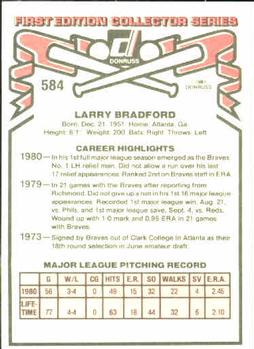 FIRST EDITION COLLECTOR SERIES
DONRUSS
584
DONRUSS
LARRY BRADFORD
Born: Dec. 21, 1951 Home: Atlanta, Ga.
Height: 6'1" Weight: 200 Bats: Right Throws: Left
CAREER HIGHLIGHTS
1980 - In his 1st full major league season emerged as the Braves
No. 1 LH relief man. Did not allow a run over his last
17 relief appearances. Ranked 2nd on Braves staff in ERA.
1979 - In 21 games with the Braves after reporting from
Richmond. Did not give up a run in his 1st 16 major league
appearances. Recorded 1st major league win, Aug. 21,
vs. Phils, and 1st major league save, Sept. 4, vs. Reds.
Wound up with 1.0 mark and 0.95 ERA in 21 games
with Braves.
1973 - Signed by Braves out of Clark College in Atlanta as their
18th round selection in June amateur draft.
MAJOR LEAGUE PITCHING RECORD
G W/L CG HITS E.R. SO WALKS SV E.R.A.
1980 56 3-4 0 49 15 32 22 4 2.45
LIFE-
TIME 77 4-4 0 63 18 44 32 6 2.10